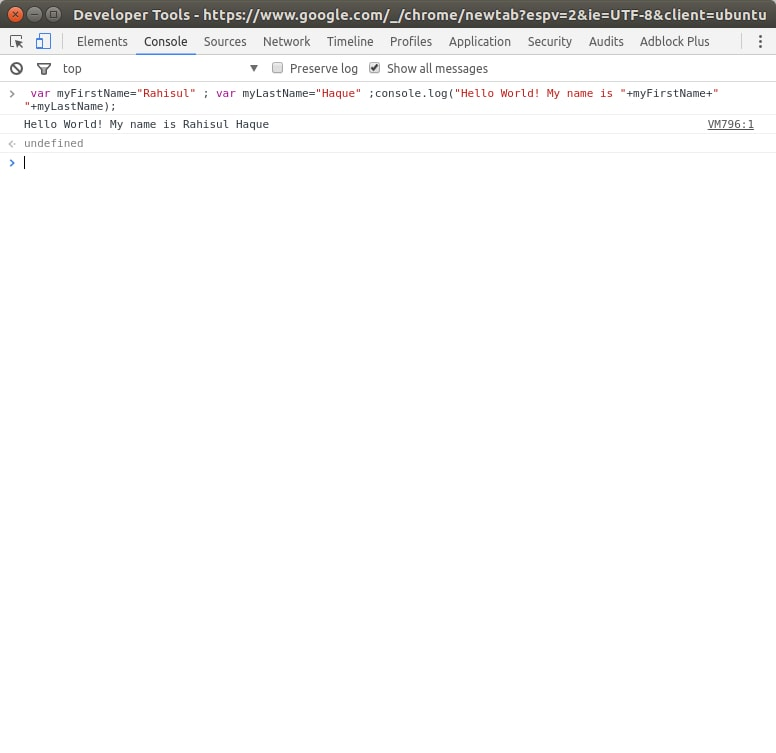 Developer Tools - https://www.google.com/_/chrome/newtab?espv=2&ie=UTF-8&client=ubuntu
Elements Console Sources Network Timeline Profiles Application Security Audits Adblock Plus
top Preserve log Show all messages
var myFirstName="Rahisul" ; var myLastName="Haque" ;console.log("Hello World! My name is "+myFirstName+"
"+myLastName);
Hello World! My name is Rahisul Haque VM796:1
undefined